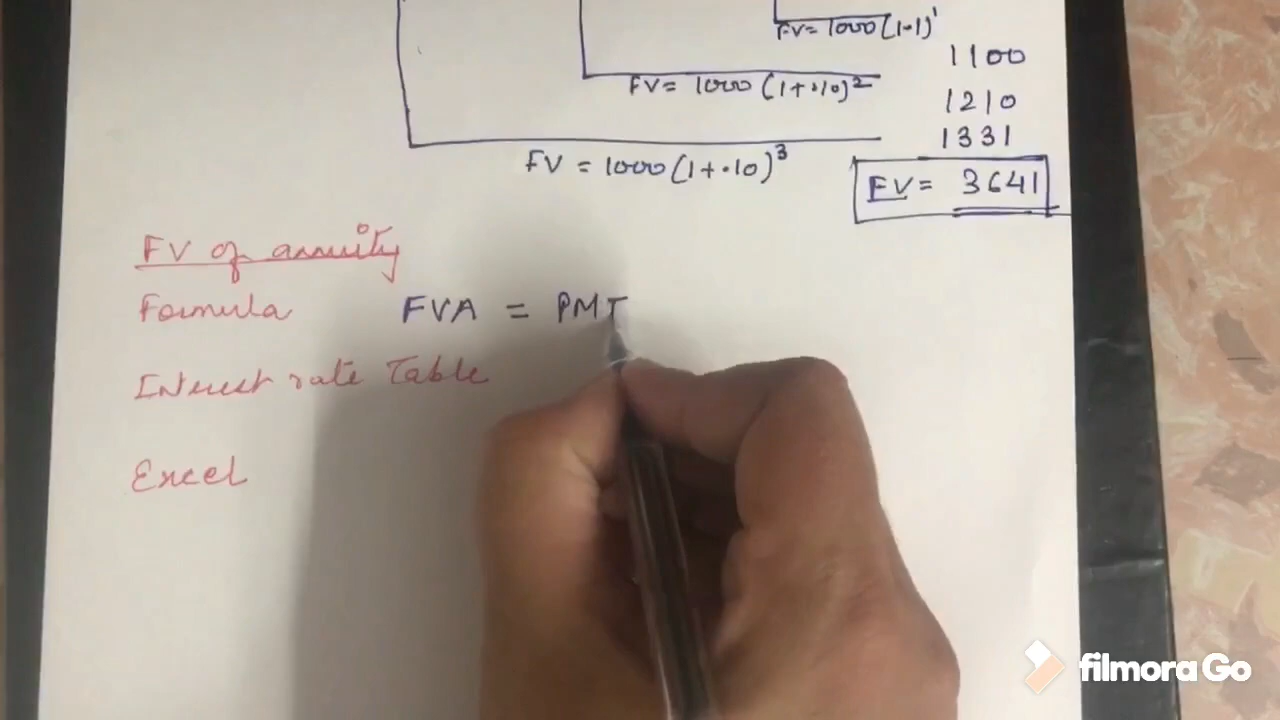 FV= 1000(1.1)¹
1100
FV= 1000 (1+.10)²
1210
1331
FV = 1000(1+.10)³
FV= 3641
FV of annuity
Formula FVA = PMT
Interest rate Table
Excel
filmoraGo